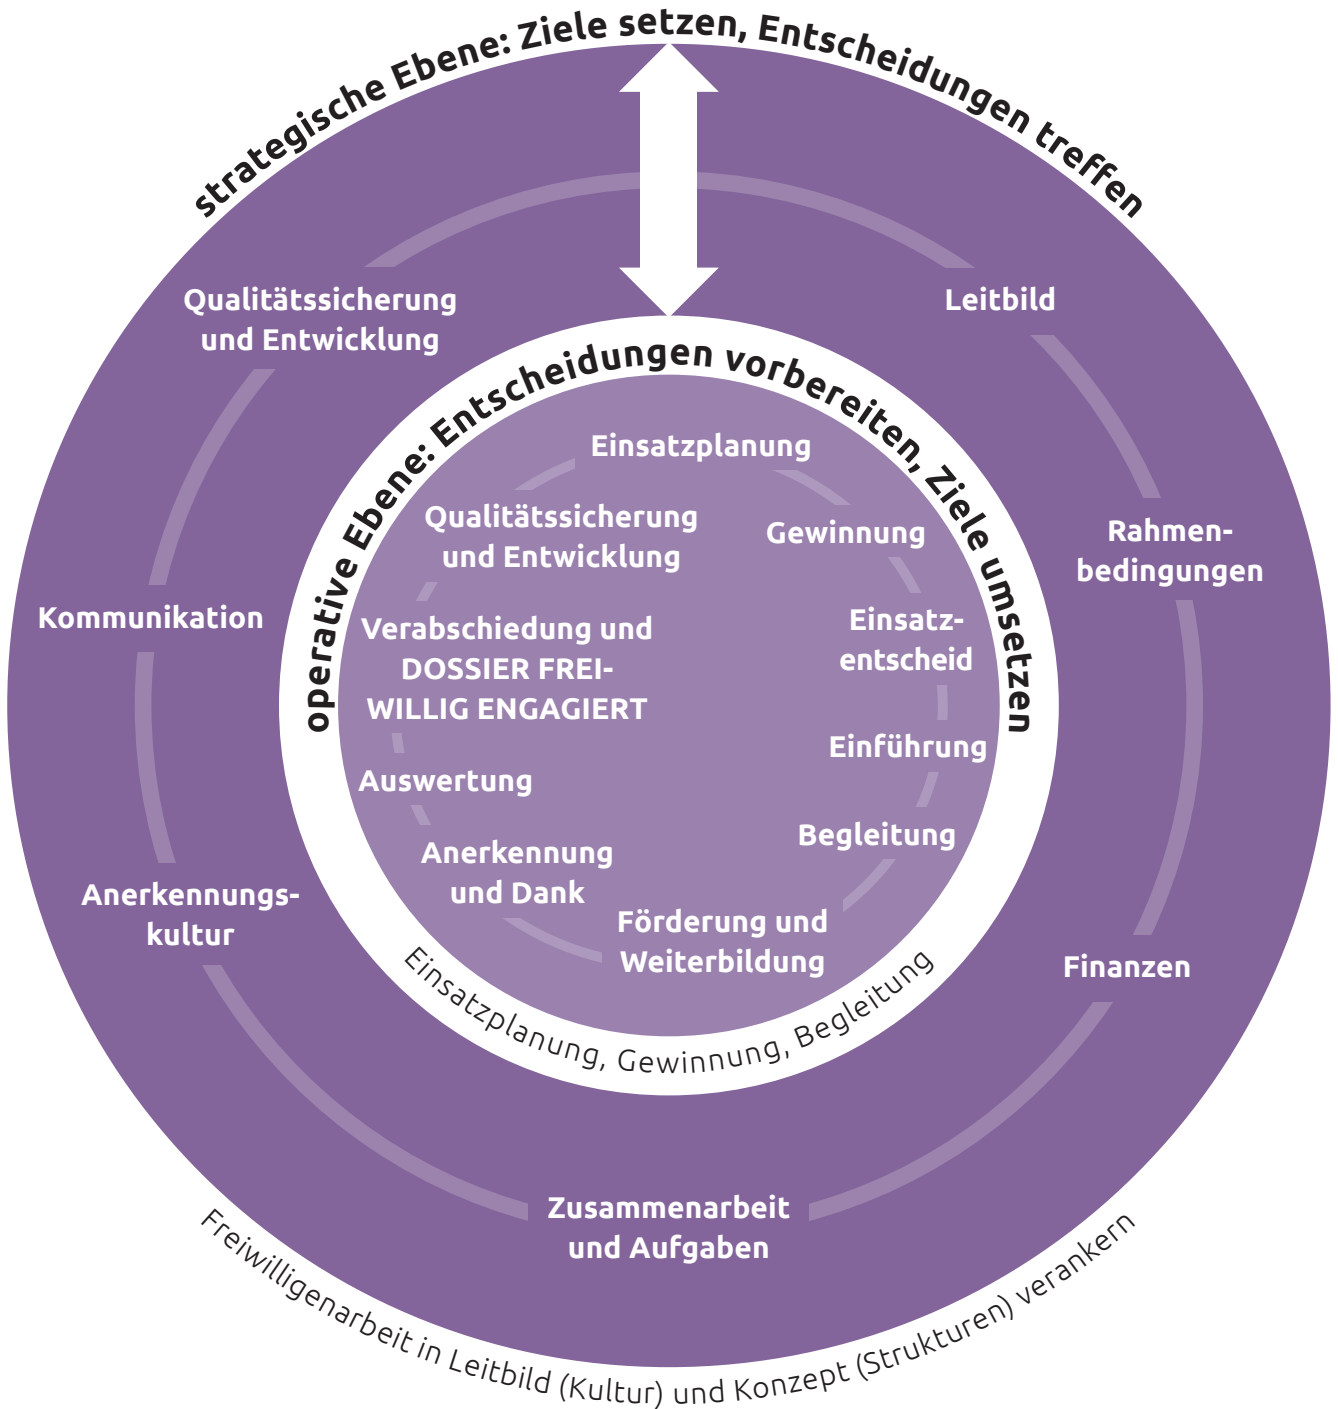 strategische Ebene: Ziele setzen, Entscheidungen treffen
Leitbild
Rahmen-
bedingungen
Finanzen
Zusammenarbeit
und Aufgaben
Anerkennungs-
kultur
Kommunikation
Qualitätssicherung
und Entwicklung
operative Ebene: Entscheidungen vorbereiten, Ziele umsetzen
Einsatzplanung
Gewinnung
Einsatz-
entscheid
Einführung
Begleitung
Förderung und
Weiterbildung
Anerkennung
und Dank
Auswertung
Verabschiedung und
DOSSIER FREI-
WILLIG ENGAGIERT
Qualitätssicherung
und Entwicklung
Einsatzplanung, Gewinnung, Begleitung
Freiwilligenarbeit in Leitbild (Kultur) und Konzept (Strukturen) verankern